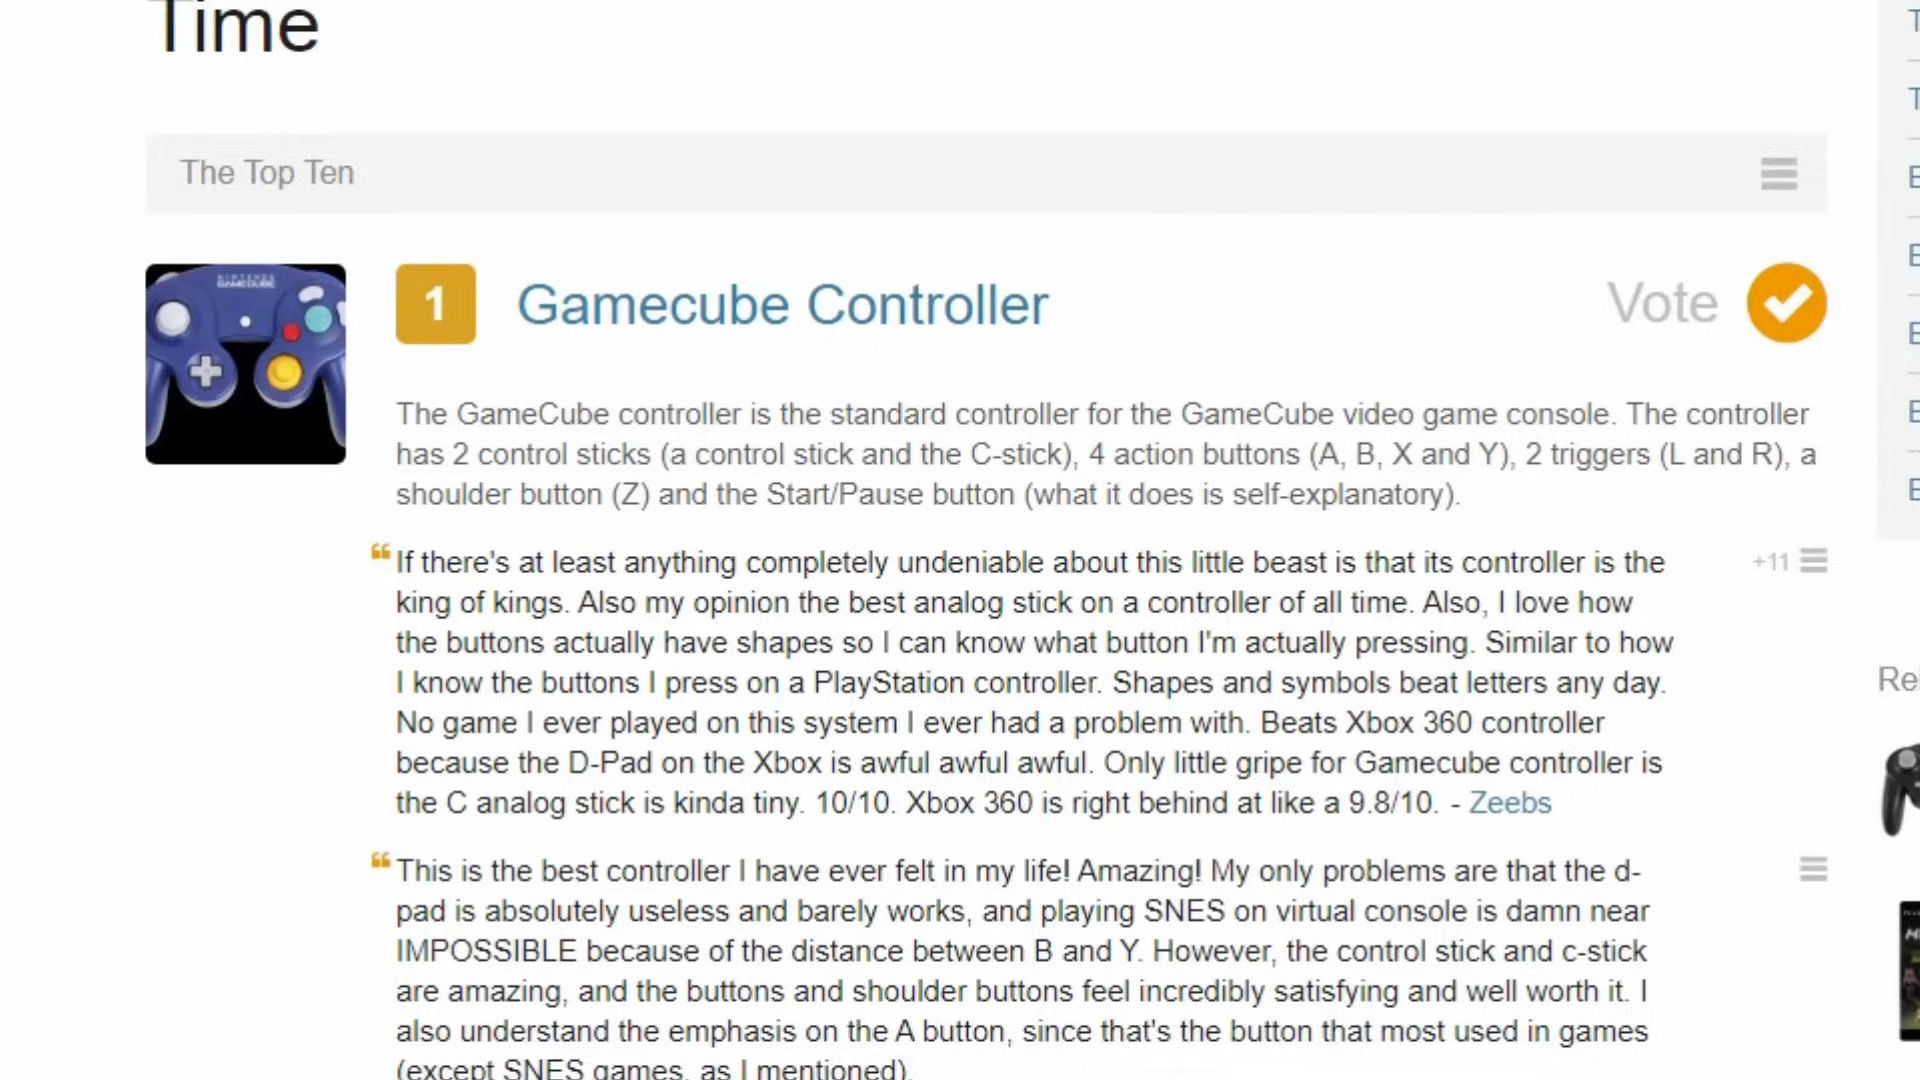 Time
The Top Ten
NINTENDO
GAMECUBE
1
Gamecube Controller
Vote
The GameCube controller is the standard controller for the GameCube video game console. The controller
has 2 control sticks (a control stick and the C-stick), 4 action buttons (A, B, X and Y), 2 triggers (L and R), a
shoulder button (Z) and the Start/Pause button (what it does is self-explanatory).
❝If there's at least anything completely undeniable about this little beast is that its controller is the
+11
king of kings. Also my opinion the best analog stick on a controller of all time. Also, I love how
the buttons actually have shapes so I can know what button I'm actually pressing. Similar to how
I know the buttons I press on a PlayStation controller. Shapes and symbols beat letters any day.
No game I ever played on this system I ever had a problem with. Beats Xbox 360 controller
because the D-Pad on the Xbox is awful awful awful. Only little gripe for Gamecube controller is
the C analog stick is kinda tiny. 10/10. Xbox 360 is right behind at like a 9.8/10. - Zeebs
❝This is the best controller I have ever felt in my life! Amazing! My only problems are that the d-
pad is absolutely useless and barely works, and playing SNES on virtual console is damn near
IMPOSSIBLE because of the distance between B and Y. However, the control stick and c-stick
are amazing, and the buttons and shoulder buttons feel incredibly satisfying and well worth it. I
also understand the emphasis on the A button, since that's the button that most used in games
(except SNES games, as I mentioned).
T
T
B
B
B
B
B
Re